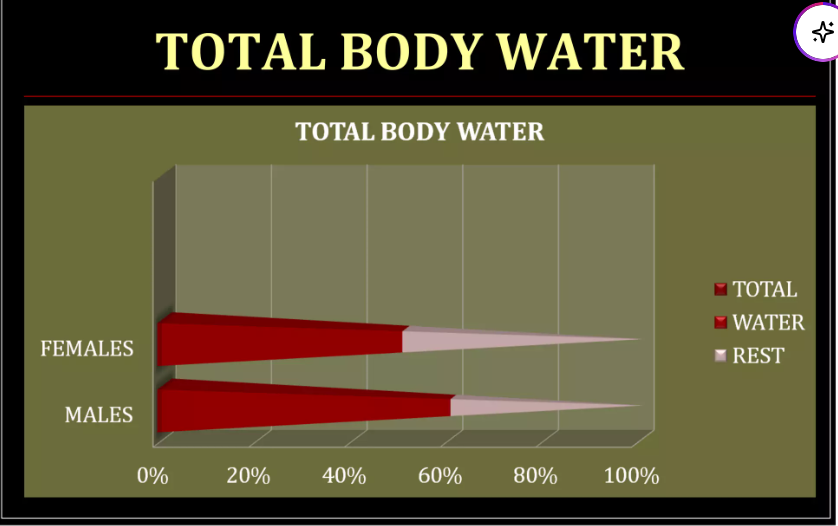 TOTAL BODY WATER
TOTAL BODY WATER
TOTAL
WATER
REST
FEMALES
MALES
0% 20% 40% 60% 80% 100%